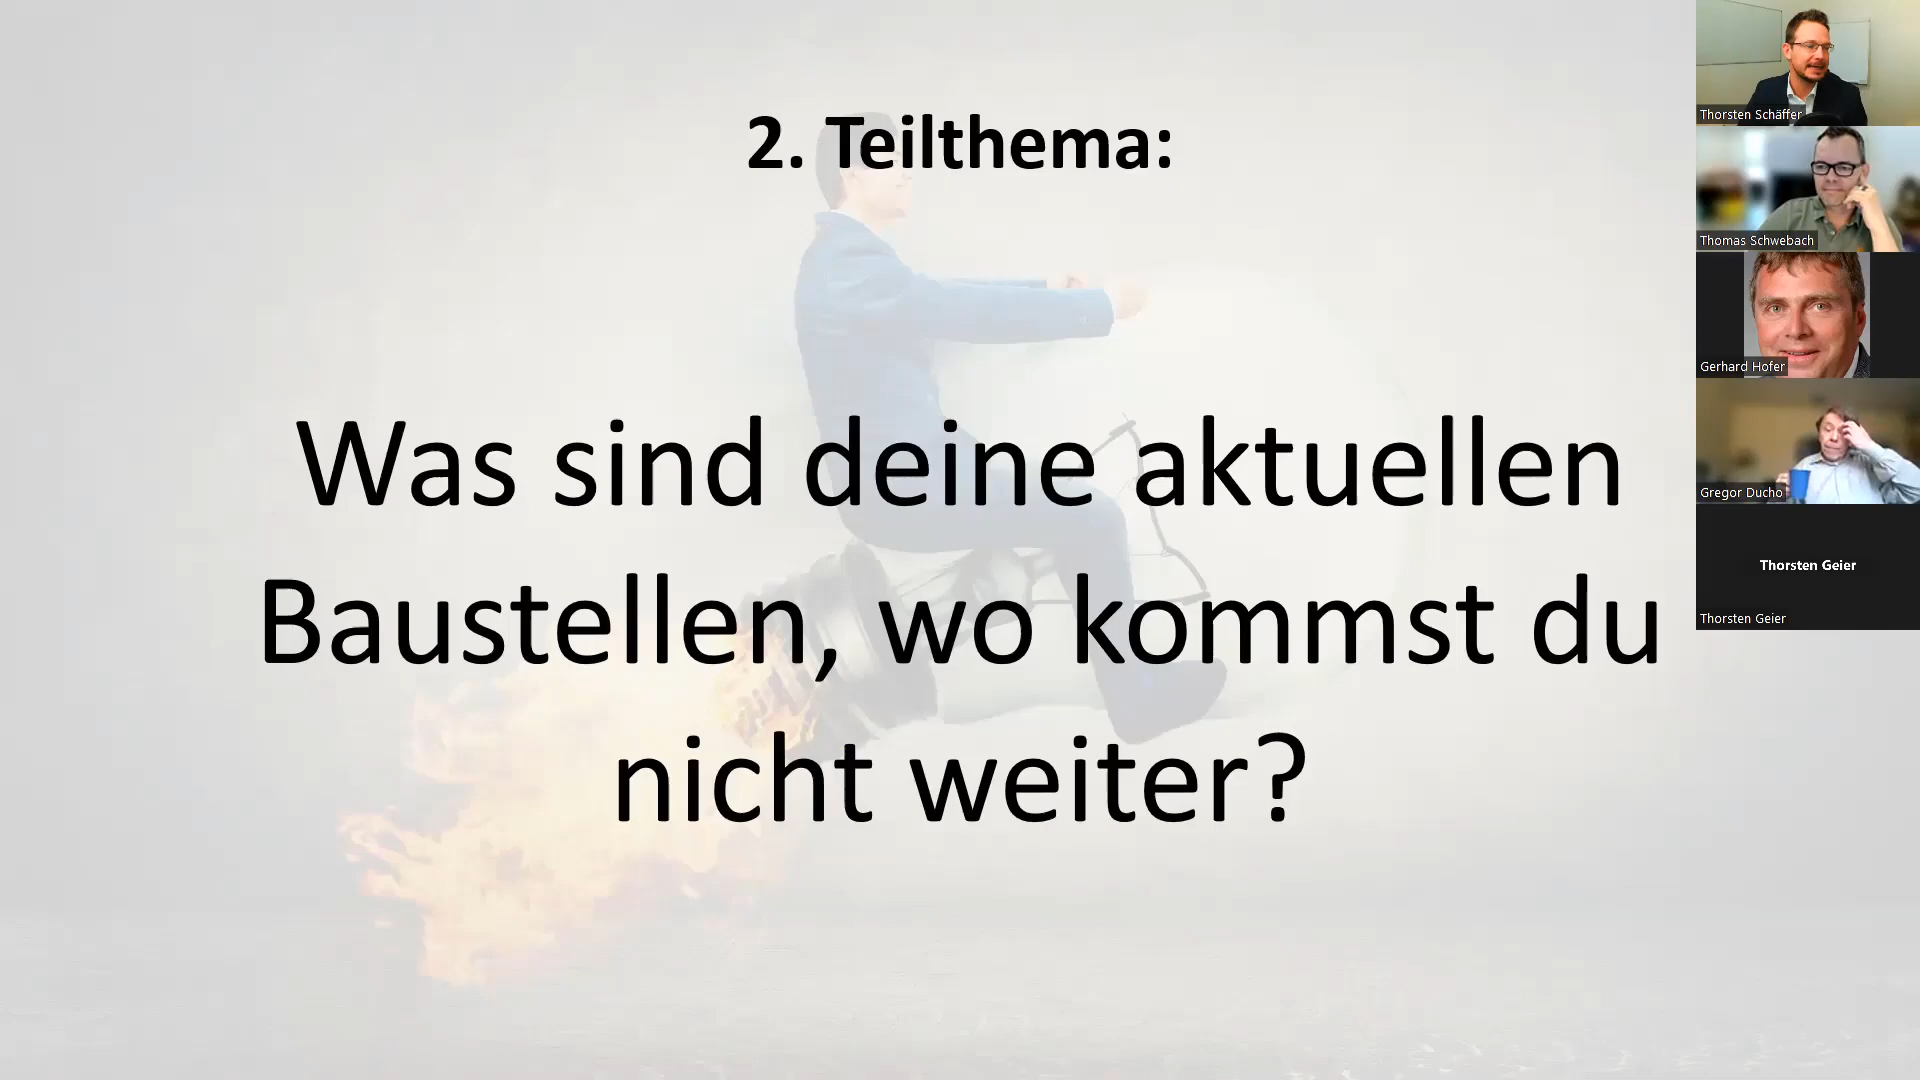 2. Teilthema:
Was sind deine aktuellen
Baustellen, wo kommst du
nicht weiter?
Thorsten Schäffer
Thomas Schwebach
Gerhard Hofer
Gregor Ducho
Thorsten Geier
Thorsten Geier